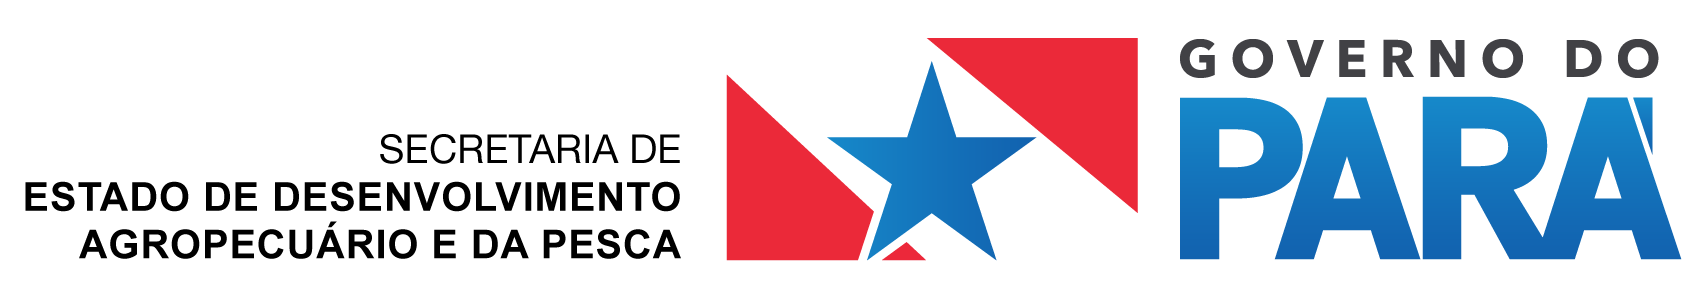 SECRETARIA DE
ESTADO DE DESENVOLVIMENTO
AGROPECUÁRIO E DA PESCA
GOVERNO DO
PARÁ